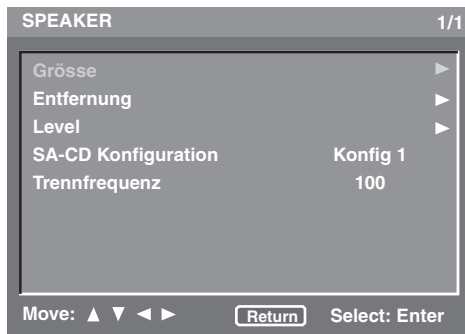 SPEAKER 1/1
Grösse
Entfernung
Level
SA-CD Konfiguration Konfig 1
Trennfrequenz 100
Move: ▲ ▼ ◄ ► Return Select: Enter